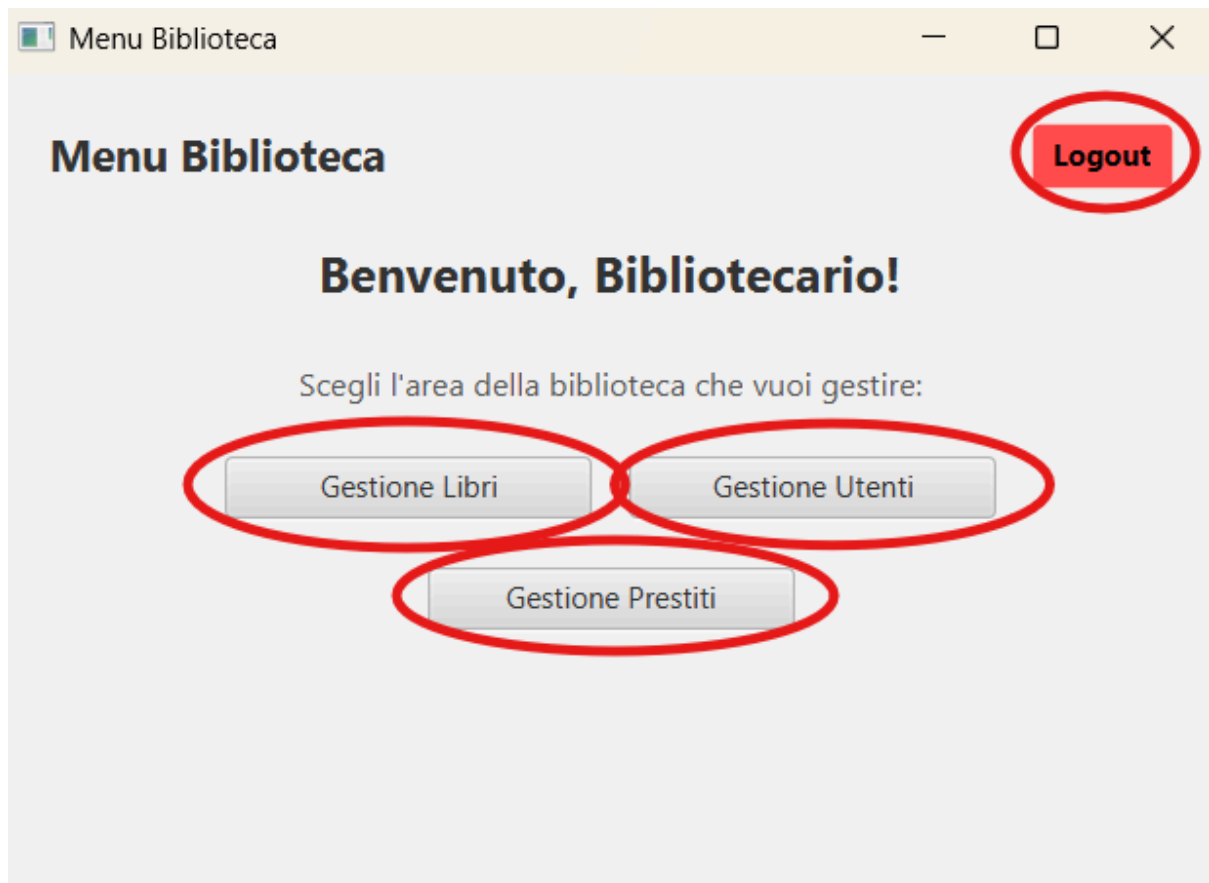 Menu Biblioteca
Menu Biblioteca
Logout
Benvenuto, Bibliotecario!
Scegli l'area della biblioteca che vuoi gestire:
Gestione Libri
Gestione Utenti
Gestione Prestiti